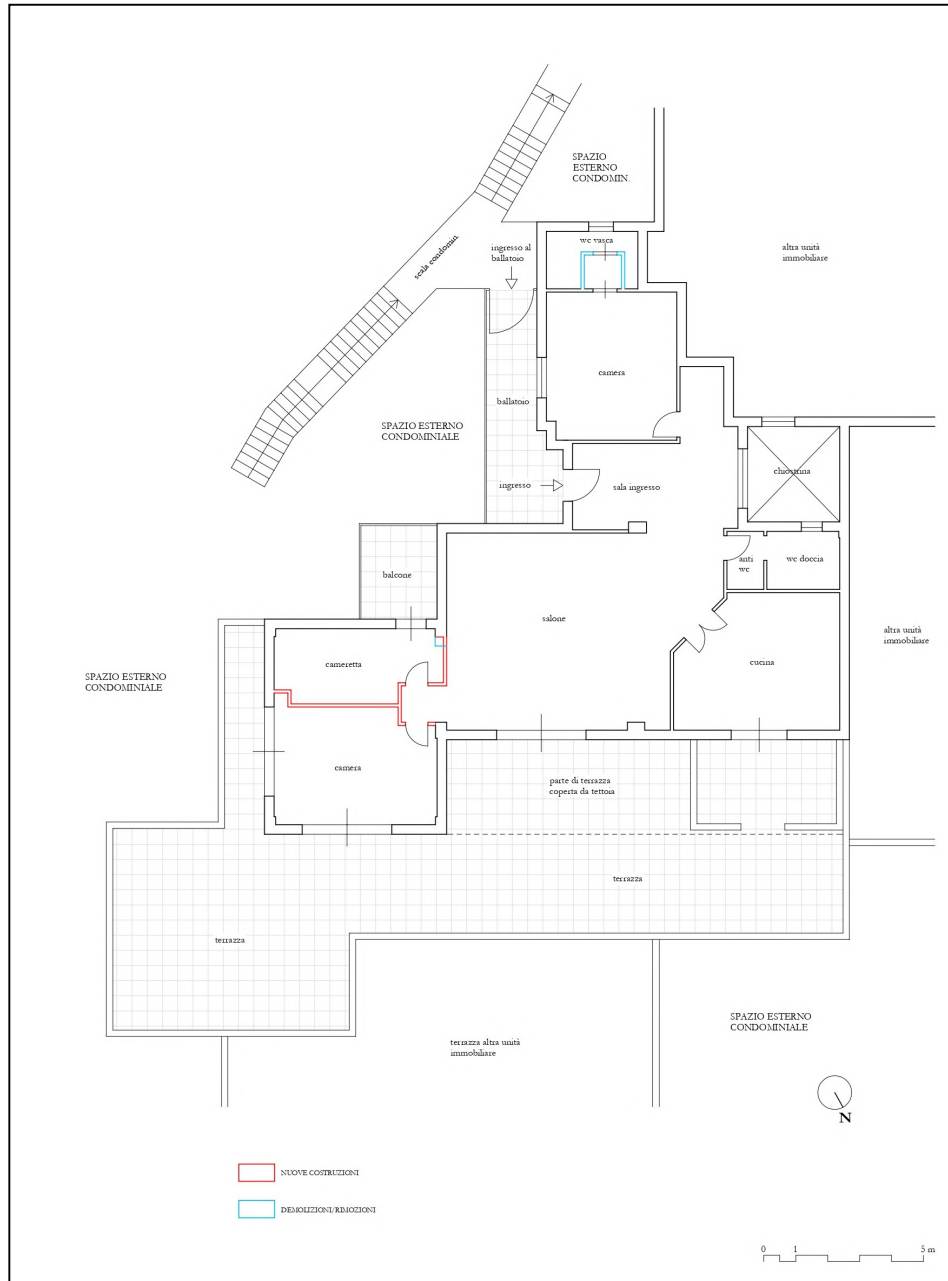 SPAZIO
ESTERNO
CONDOMIN.
altra unità
immobiliare
wc vasca
ingresso al
ballatoio
scala condomin.
camera
ballatoio
SPAZIO ESTERNO
CONDOMINIALE
chiostrina
ingresso
sala ingresso
anti
wc
wc doccia
balcone
salone
altra unità
immobiliare
cameretta
cucina
SPAZIO ESTERNO
CONDOMINIALE
camera
parte di terrazza
coperta da tettoia
terrazza
terrazza
SPAZIO ESTERNO
CONDOMINIALE
terrazza altra unità
immobiliare
N
NUOVE COSTRUZIONI
DEMOLIZIONI/RIMOZIONI
0 1 5 m